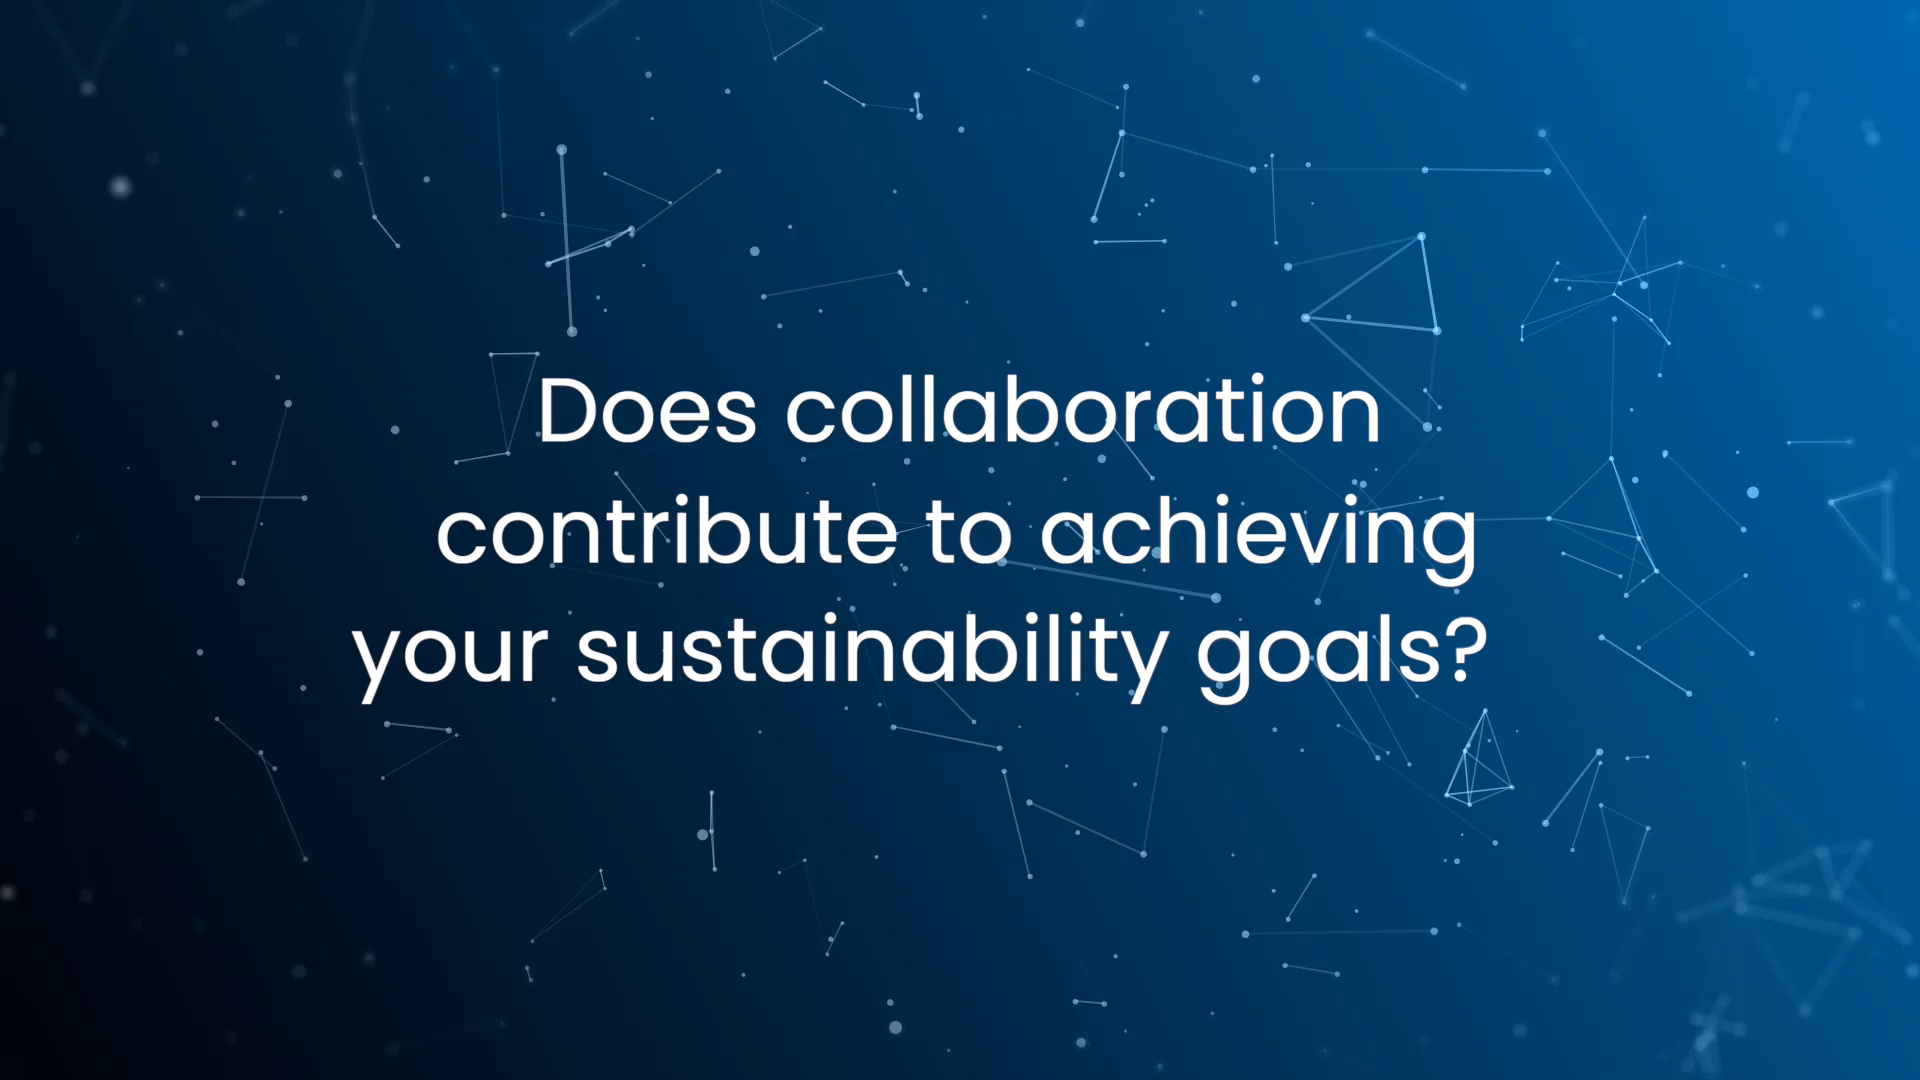 Does collaboration
contribute to achieving
your sustainability goals?